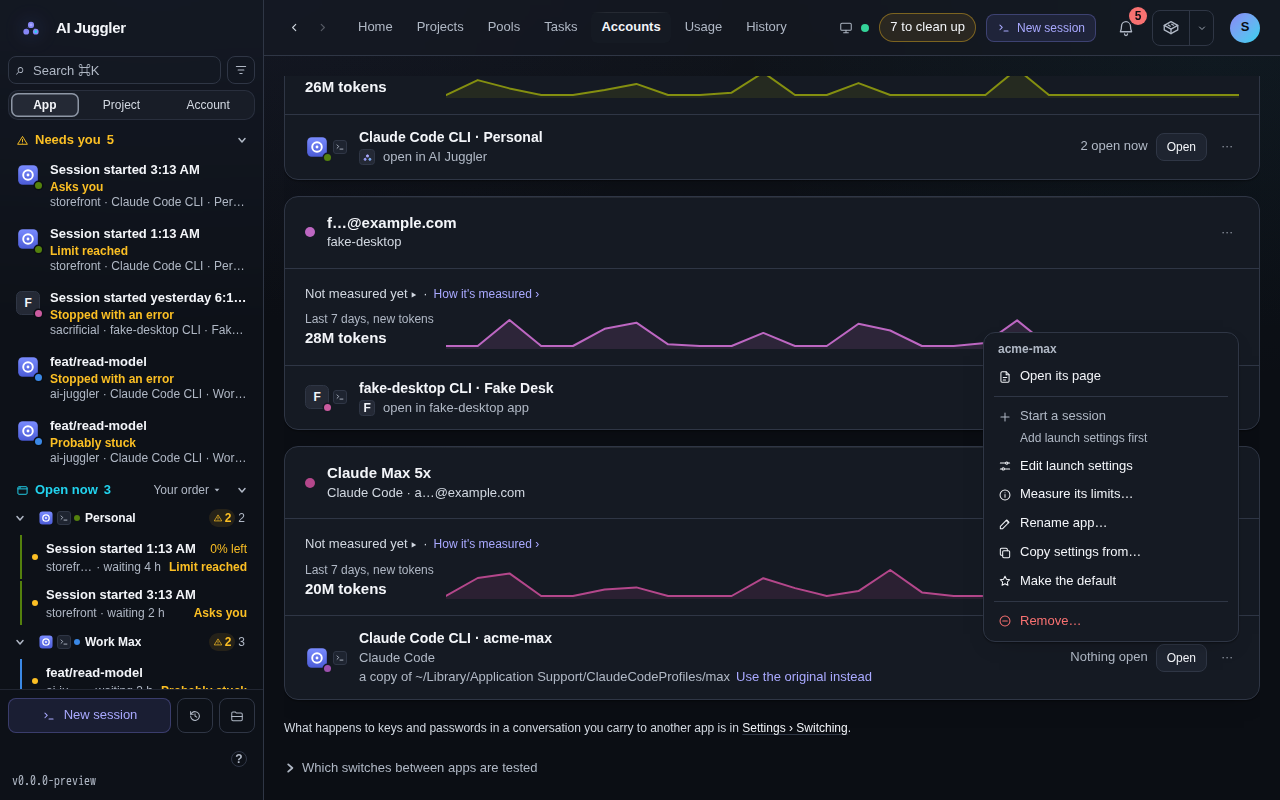 AI Juggler
Search ⌘K
App
Project
Account
Needs you 5
Session started 3:13 AM
Asks you
storefront · Claude Code CLI · Per…
Session started 1:13 AM
Limit reached
storefront · Claude Code CLI · Per…
F
Session started yesterday 6:1…
Stopped with an error
sacrificial · fake-desktop CLI · Fak…
feat/read-model
Stopped with an error
ai-juggler · Claude Code CLI · Wor…
feat/read-model
Probably stuck
ai-juggler · Claude Code CLI · Wor…
Open now 3
Your order
Personal
2 2
Session started 1:13 AM 0% left
storefr… · waiting 4 h Limit reached
Session started 3:13 AM
storefront · waiting 2 h Asks you
Work Max
2 3
feat/read-model
New session
?
v0.0.0-preview
Home
Projects
Pools
Tasks
Accounts
Usage
History
7 to clean up
New session
5
S
26M tokens
Claude Code CLI · Personal
open in AI Juggler
2 open now
Open
f…@example.com
fake-desktop
Not measured yet ▸ · How it's measured ›
Last 7 days, new tokens
28M tokens
F
fake-desktop CLI · Fake Desk
F open in fake-desktop app
Claude Max 5x
Claude Code · a…@example.com
Not measured yet ▸ · How it's measured ›
Last 7 days, new tokens
20M tokens
Claude Code CLI · acme-max
Claude Code
a copy of ~/Library/Application Support/ClaudeCodeProfiles/max Use the original instead
Nothing open
Open
acme-max
Open its page
Start a session
Add launch settings first
Edit launch settings
Measure its limits…
Rename app…
Copy settings from…
Make the default
Remove…
What happens to keys and passwords in a conversation you carry to another app is in Settings › Switching.
Which switches between apps are tested